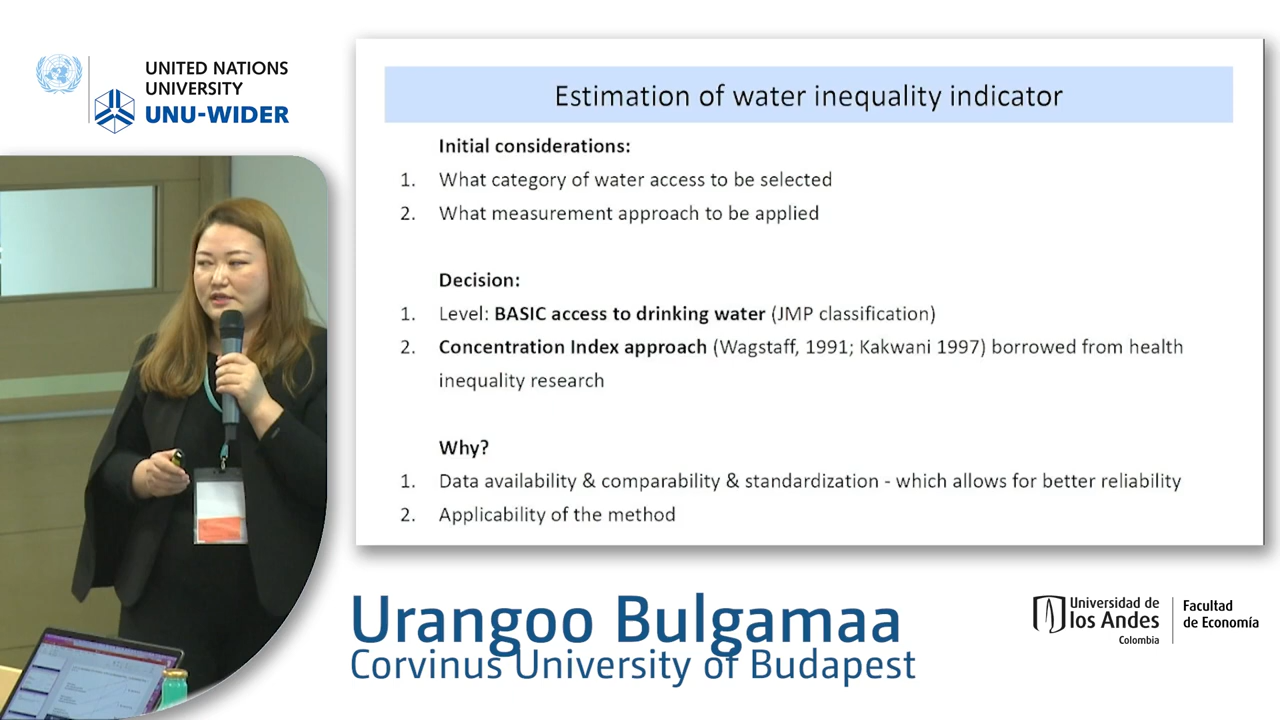 UNITED NATIONS
UNIVERSITY
UNU-WIDER
Estimation of water inequality indicator
Initial considerations:
1. What category of water access to be selected
2. What measurement approach to be applied
Decision:
1. Level: BASIC access to drinking water (JMP classification)
2. Concentration Index approach (Wagstaff, 1991; Kakwani 1997) borrowed from health
inequality research
Why?
1. Data availability & comparability & standardization - which allows for better reliability
2. Applicability of the method
Urangoo Bulgamaa
Corvinus University of Budapest
Universidad de
los Andes
Colombia
Facultad
de Economía